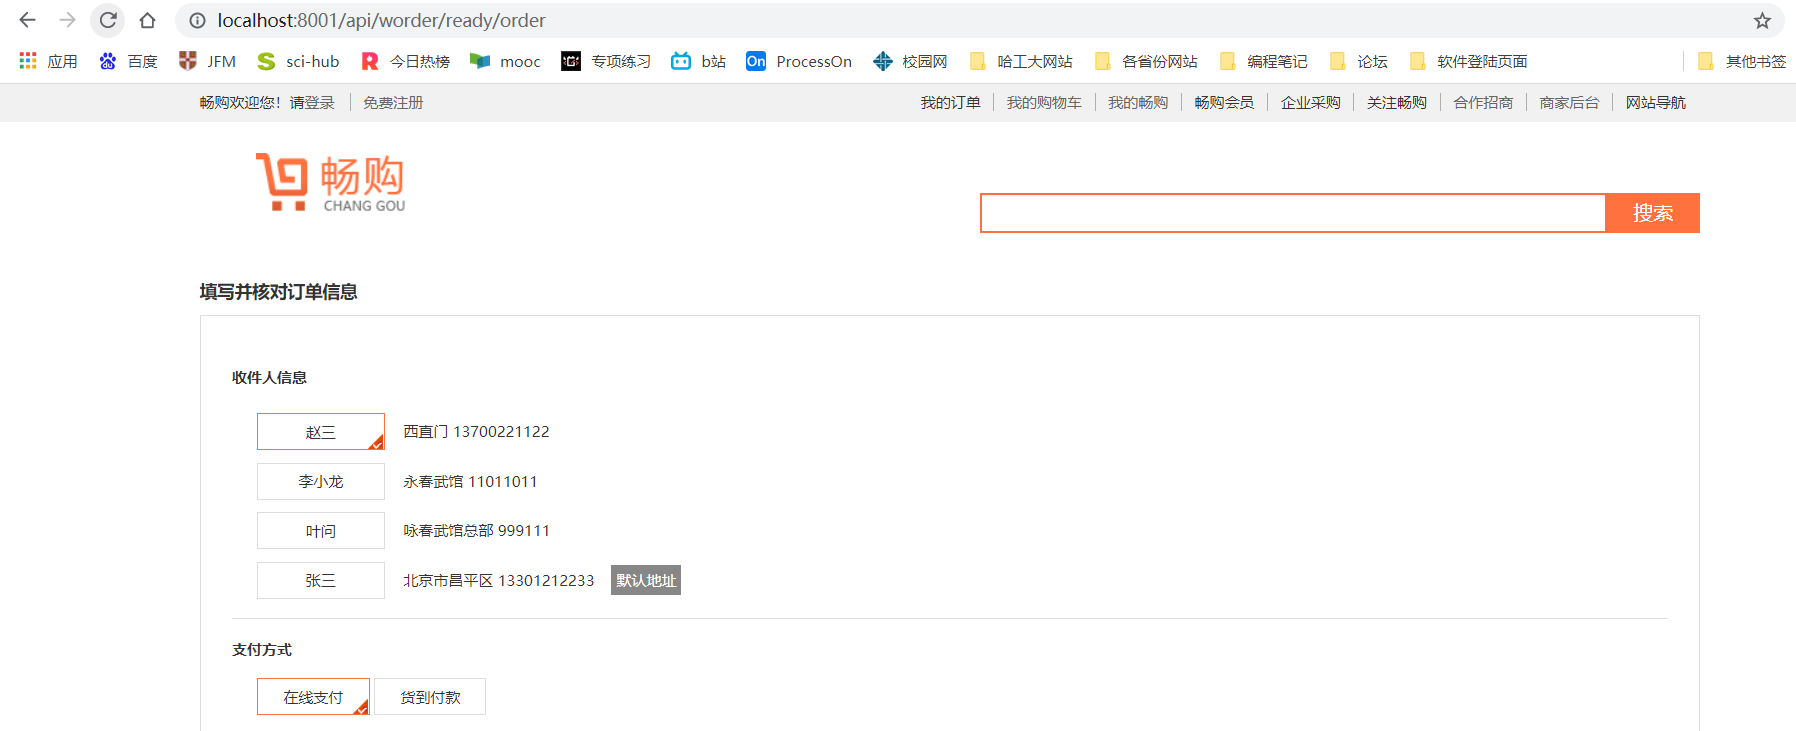 localhost:8001/api/worder/ready/order
应用 百度 JFM sci-hub 今日热榜 mooc 专项练习 b站 On ProcessOn 校园网 哈工大网站 各省份网站 编程笔记 论坛 软件登陆页面 其他书签
畅购欢迎您！请登录 免费注册 我的订单 我的购物车 我的畅购 畅购会员 企业采购 关注畅购 合作招商 商家后台 网站导航
畅购
CHANG GOU
搜索
填写并核对订单信息
收件人信息
赵三 西直门 13700221122
李小龙 永春武馆 11011011
叶问 咏春武馆总部 999111
张三 北京市昌平区 13301212233 默认地址
支付方式
在线支付 货到付款